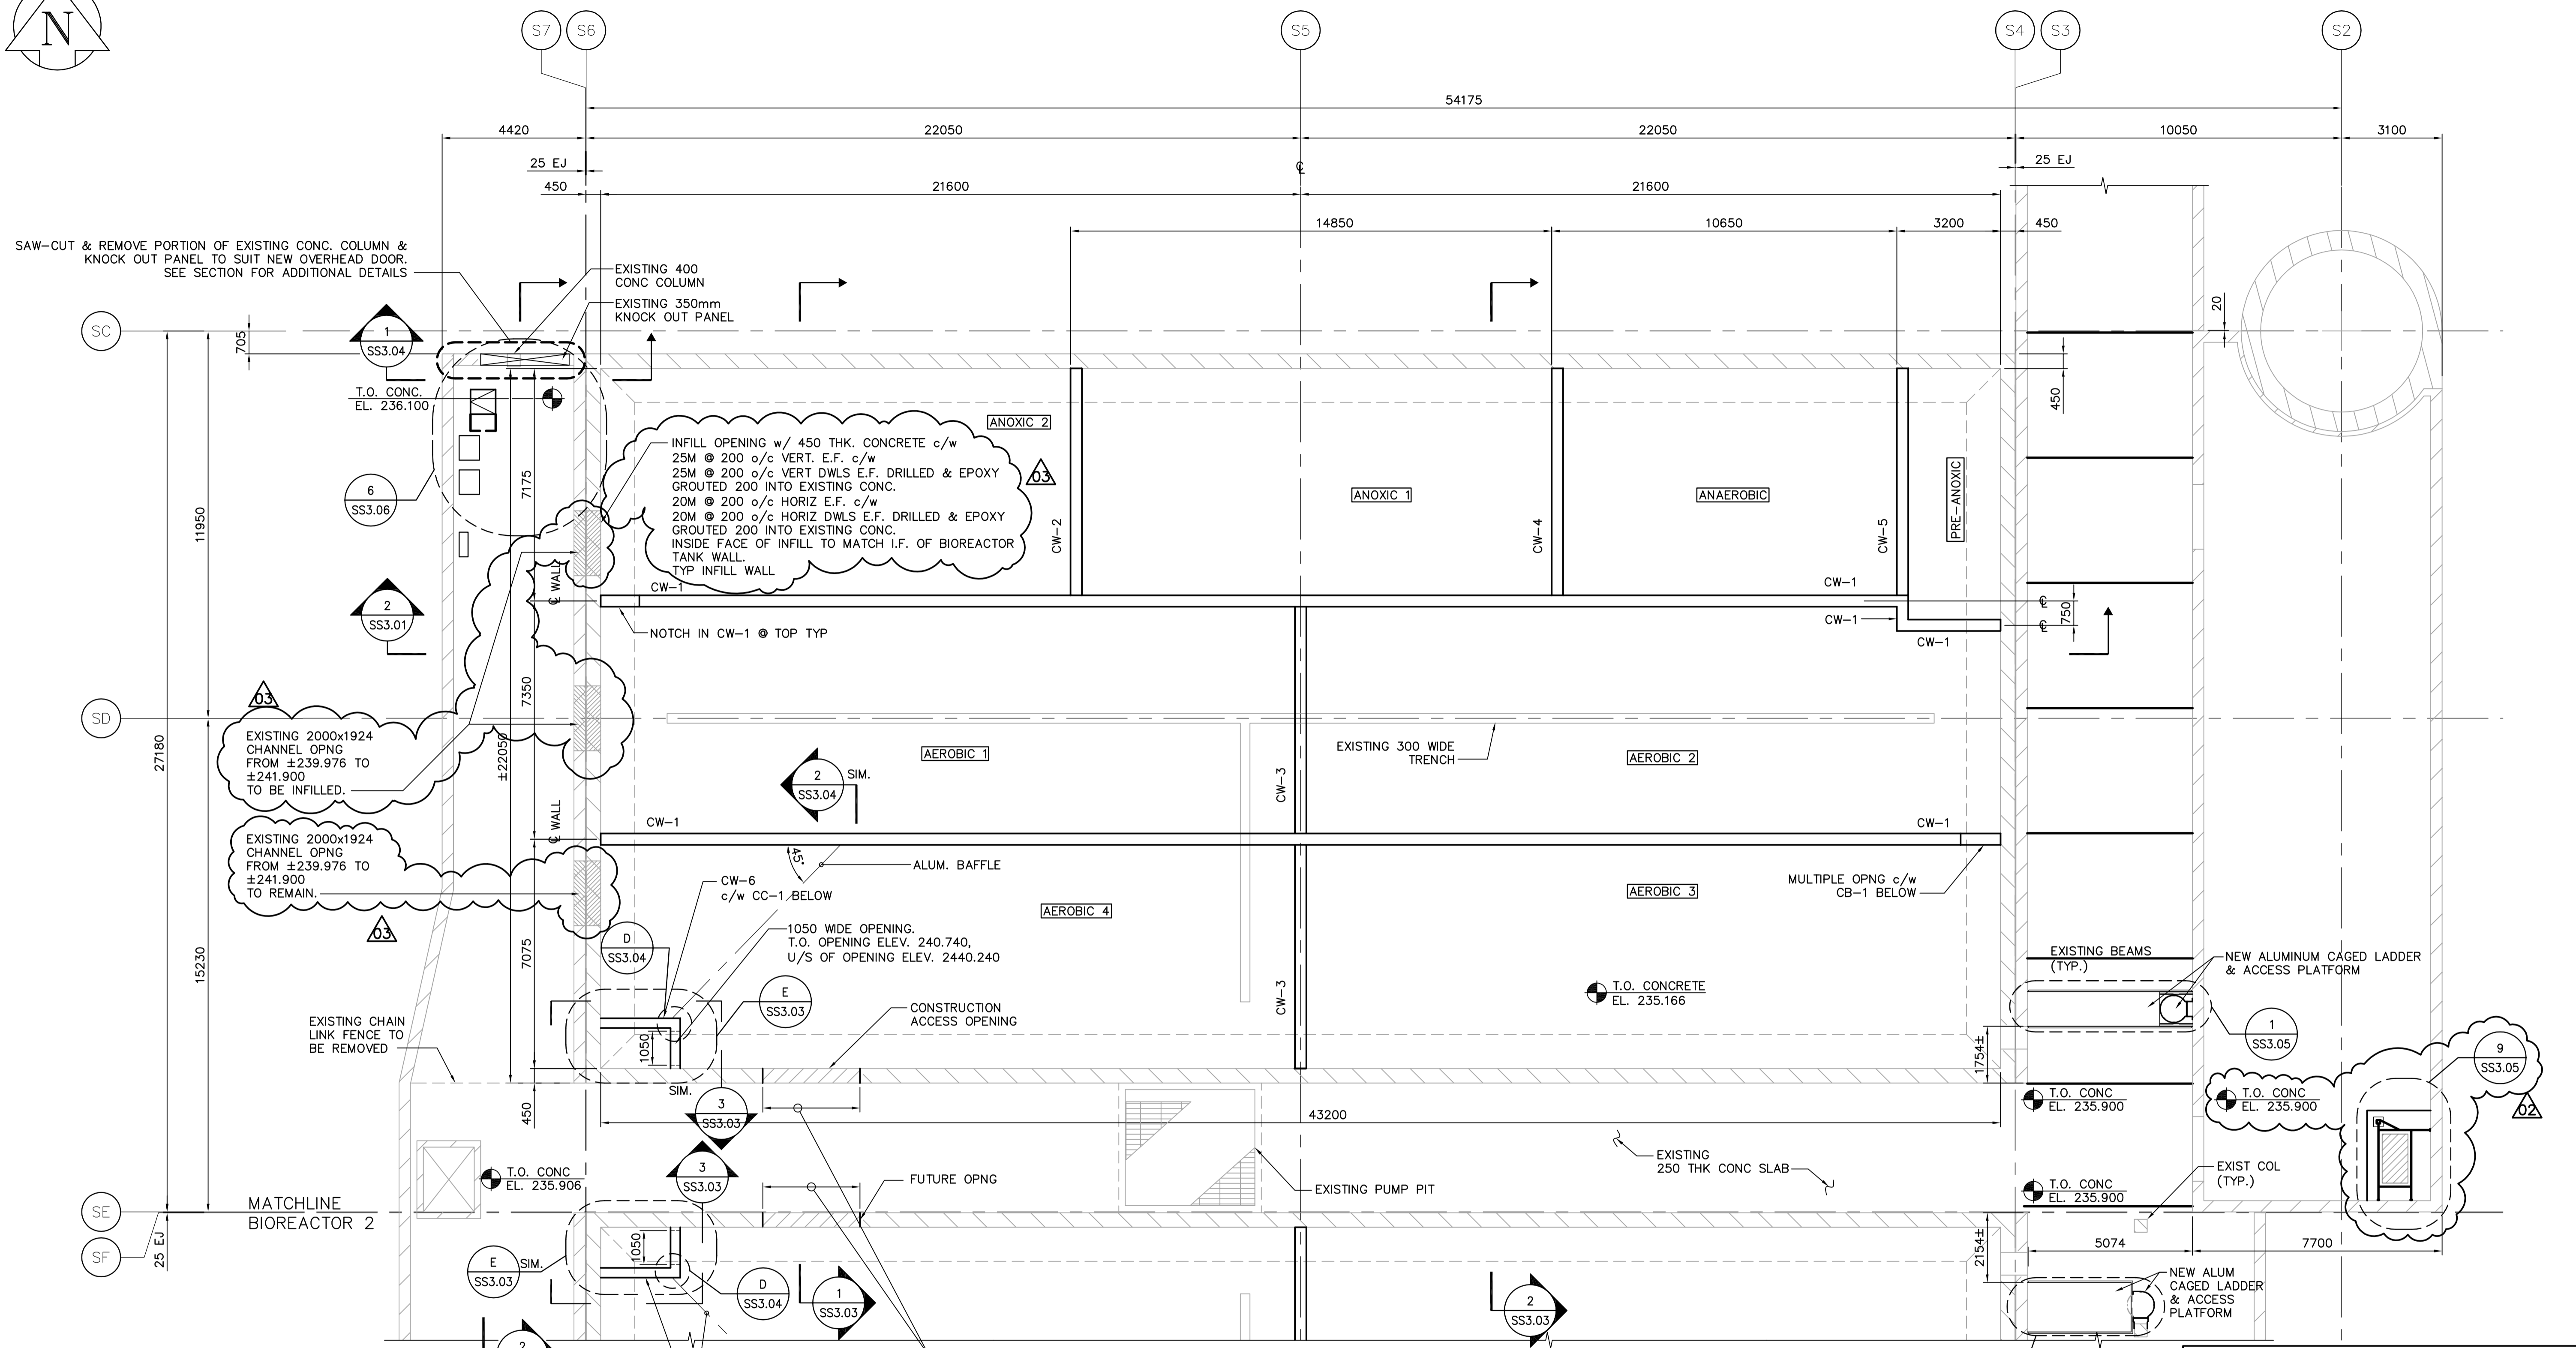 N
S7
S6
S5
S4
S3
S2
54175
4420
22050
22050
10050
3100
25 EJ
℄
25 EJ
450
21600
21600
14850
10650
3200
450
SAW-CUT & REMOVE PORTION OF EXISTING CONC. COLUMN &
KNOCK OUT PANEL TO SUIT NEW OVERHEAD DOOR.
SEE SECTION FOR ADDITIONAL DETAILS
EXISTING 400
CONC COLUMN
EXISTING 350mm
KNOCK OUT PANEL
SC
705
1
SS3.04
20
T.O. CONC.
EL. 236.100
450
6
SS3.06
7175
11950
ANOXIC 2
INFILL OPENING w/ 450 THK. CONCRETE c/w
25M @ 200 o/c VERT. E.F. c/w
25M @ 200 o/c VERT DWLS E.F. DRILLED & EPOXY
GROUTED 200 INTO EXISTING CONC.
20M @ 200 o/c HORIZ E.F. c/w
20M @ 200 o/c HORIZ DWLS E.F. DRILLED & EPOXY
GROUTED 200 INTO EXISTING CONC.
INSIDE FACE OF INFILL TO MATCH I.F. OF BIOREACTOR
TANK WALL.
TYP INFILL WALL
03
CW-2
ANOXIC 1
CW-4
ANAEROBIC
CW-5
PRE-ANOXIC
2
SS3.01
℄ WALL
CW-1
NOTCH IN CW-1 @ TOP TYP
CW-1
CW-1
CW-1
℄
℄
750
SD
27180
03
EXISTING 2000x1924
CHANNEL OPNG
FROM ±239.976 TO
±241.900
TO BE INFILLED.
7350
±22050
AEROBIC 1
2
SS3.04
SIM.
CW-3
EXISTING 300 WIDE
TRENCH
AEROBIC 2
EXISTING 2000x1924
CHANNEL OPNG
FROM ±239.976 TO
±241.900
TO REMAIN.
03
℄ WALL
CW-1
CW-1
45°
ALUM. BAFFLE
CW-6
c/w CC-1 BELOW
MULTIPLE OPNG c/w
CB-1 BELOW
AEROBIC 3
AEROBIC 4
1050 WIDE OPENING.
T.O. OPENING ELEV. 240.740,
U/S OF OPENING ELEV. 2440.240
D
SS3.04
7075
15230
E
SS3.03
CW-3
T.O. CONCRETE
EL. 235.166
EXISTING BEAMS
(TYP.)
NEW ALUMINUM CAGED LADDER
& ACCESS PLATFORM
EXISTING CHAIN
LINK FENCE TO
BE REMOVED
CONSTRUCTION
ACCESS OPENING
1050
1754±
1
SS3.05
9
SS3.05
SIM.
450
3
SS3.03
43200
T.O. CONC
EL. 235.900
T.O. CONC
EL. 235.900
02
T.O. CONC
EL. 235.906
3
SS3.03
FUTURE OPNG
EXISTING PUMP PIT
EXISTING
250 THK CONC SLAB
T.O. CONC
EL. 235.900
EXIST COL
(TYP.)
SE
MATCHLINE
BIOREACTOR 2
SF
25 EJ
E
SS3.03
SIM.
1050
D
SS3.04
1
SS3.03
2
SS3.03
2154±
5074
7700
NEW ALUM
CAGED LADDER
& ACCESS
PLATFORM
2